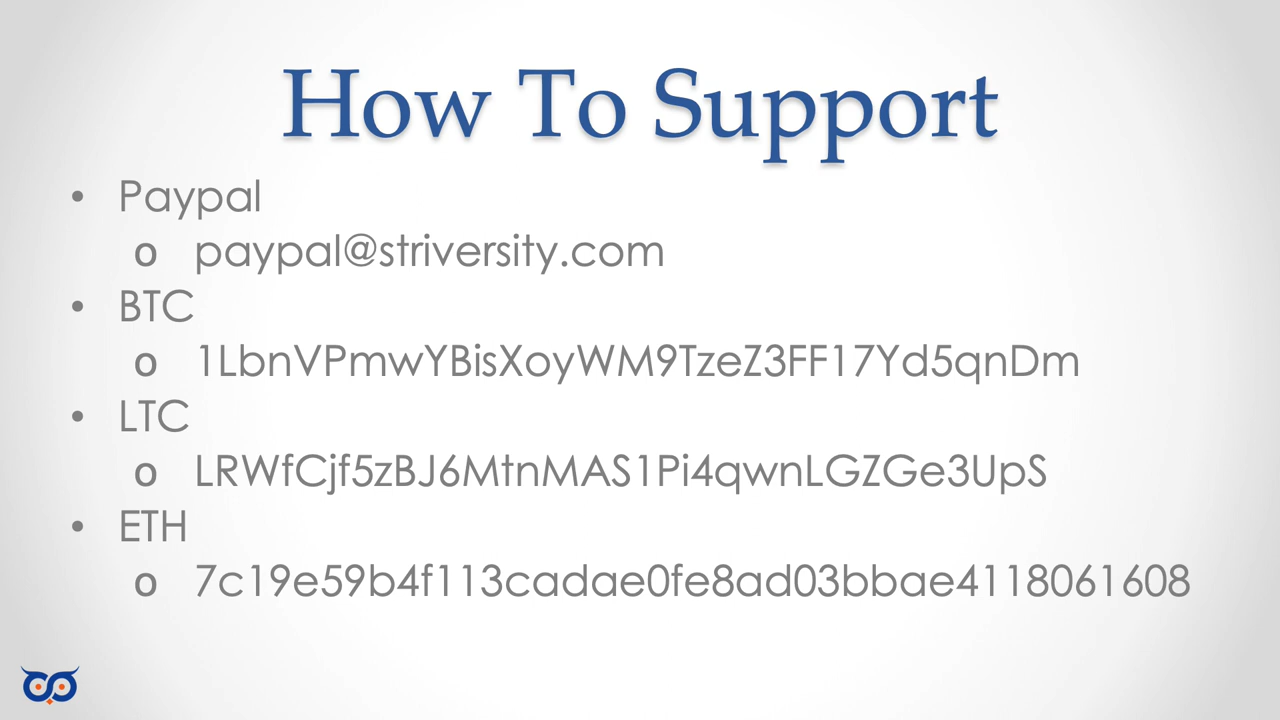 How To Support
• Paypal
o paypal@striversity.com
• BTC
o 1LbnVPmwYBisXoyWM9TzeZ3FF17Yd5qnDm
• LTC
o LRWfCjf5zBJ6MtnMAS1Pi4qwnLGZGe3UpS
• ETH
o 7c19e59b4f113cadae0fe8ad03bbae4118061608